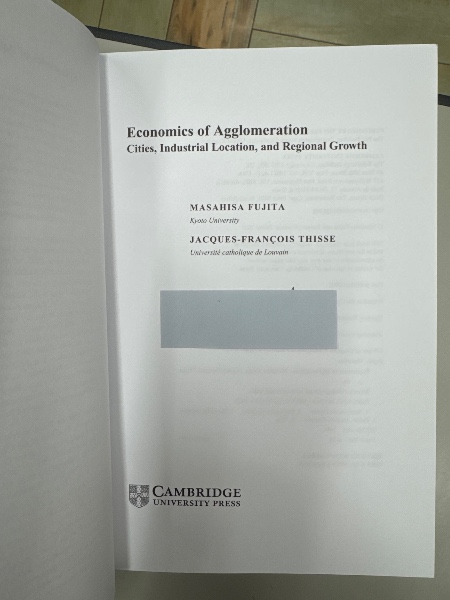 Economics of Agglomeration
Cities, Industrial Location, and Regional Growth
MASAHISA FUJITA
Kyoto University
JACQUES-FRANÇOIS THISSE
Université catholique de Louvain
CAMBRIDGE
UNIVERSITY PRESS